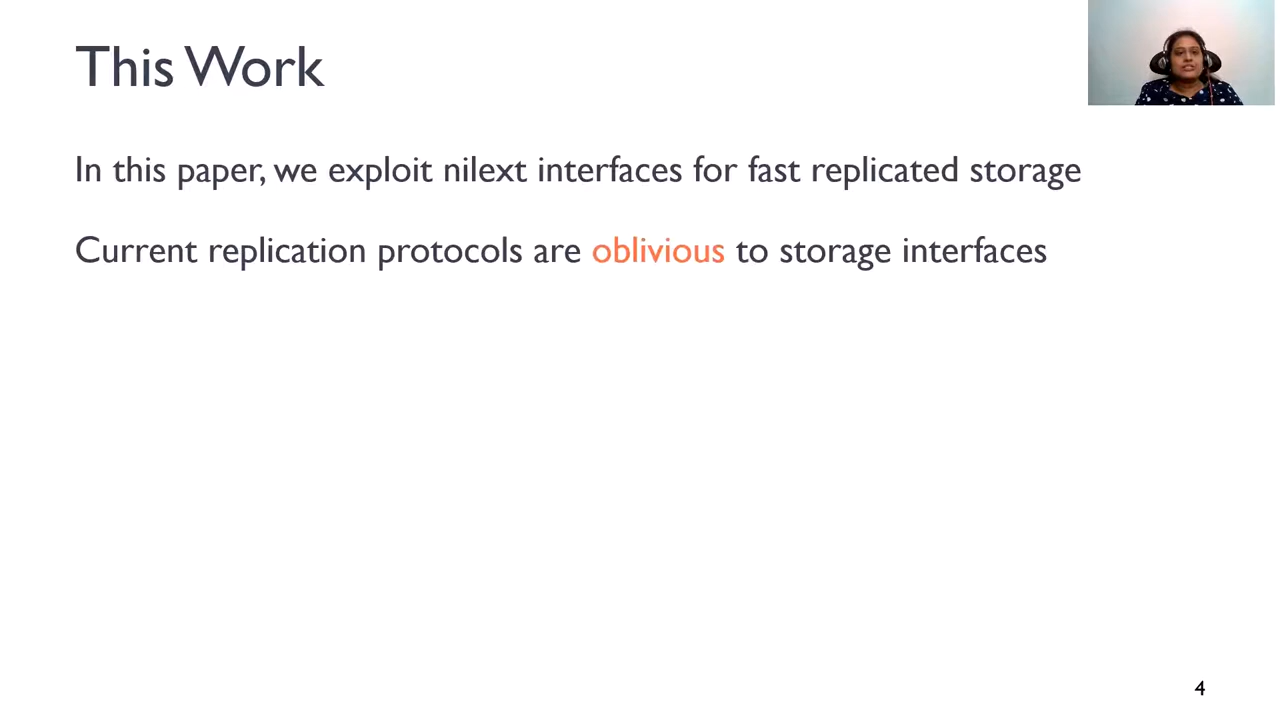 This Work
In this paper, we exploit nilext interfaces for fast replicated storage
Current replication protocols are oblivious to storage interfaces
4